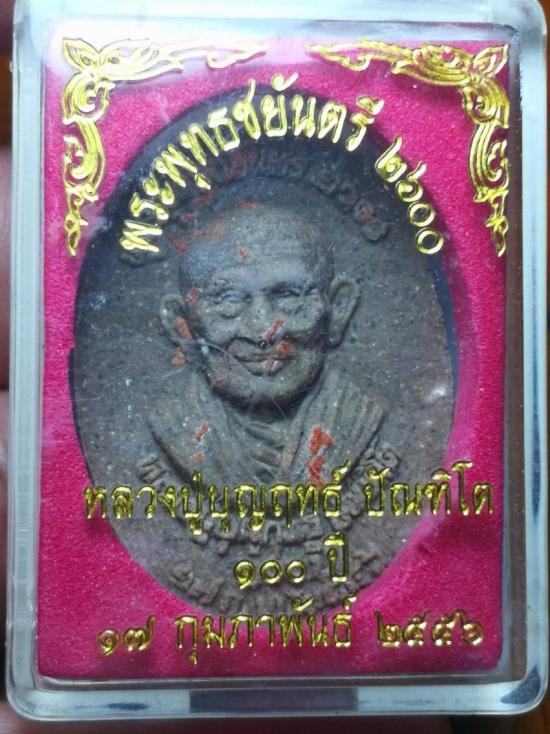 พระพุทธชยันตรี ๒๖๐๐
หลวงปู่บุญฤทธิ์ ปัณฑิโต
๑๐๐ ปี
๑๗ กุมภาพันธ์ ๒๕๕๖